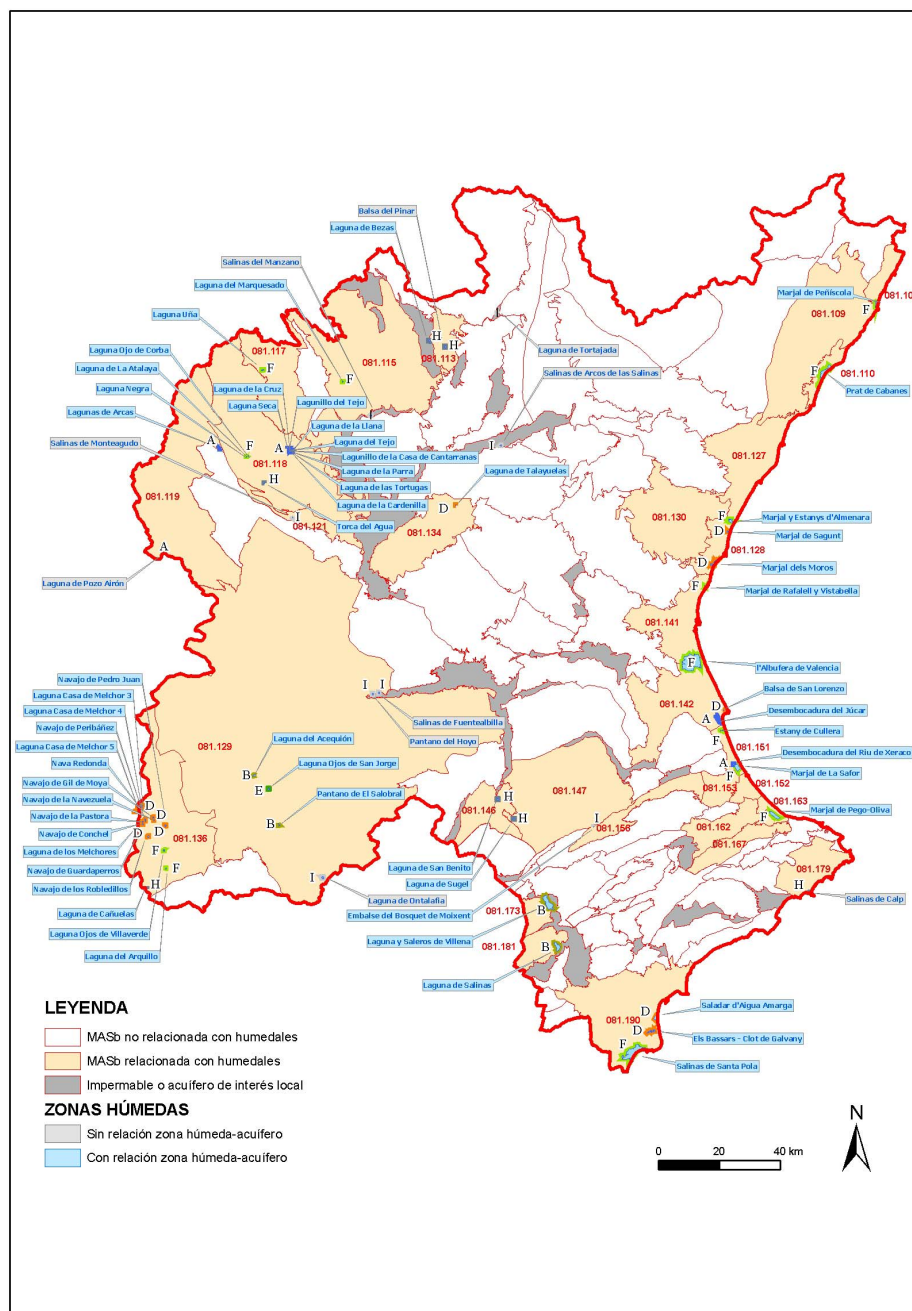 Balsa del Pinar
Laguna de Bezas
Salinas del Manzano
Laguna del Marquesado
Laguna Uña
Laguna Ojo de Corba
Laguna de La Atalaya
Laguna Negra
Lagunas de Arcas
Salinas de Monteagudo
Laguna de la Cruz
Laguna Seca
Lagunillo del Tejo
Laguna de la Llana
Laguna del Tejo
Lagunillo de la Casa de Cantarranas
Laguna de la Parra
Laguna de las Tortugas
Laguna de la Cardenilla
Torca del Agua
Laguna de Tortajada
Salinas de Arcos de las Salinas
Laguna de Talayuelas
Marjal de Peñíscola
Prat de Cabanes
Marjal y Estanys d'Almenara
Marjal de Sagunt
Marjal dels Moros
Marjal de Rafalell y Vistabella
l'Albufera de Valencia
Balsa de San Lorenzo
Desembocadura del Júcar
Estany de Cullera
Desembocadura del Riu de Xeraco
Marjal de La Safor
Marjal de Pego-Oliva
Salinas de Calp
Laguna de Pozo Airón
Navajo de Pedro Juan
Laguna Casa de Melchor 3
Laguna Casa de Melchor 4
Navajo de Peribáñez
Laguna Casa de Melchor 5
Nava Redonda
Navajo de Gil de Moya
Navajo de la Navezuela
Navajo de la Pastora
Navajo de Conchel
Laguna de los Melchores
Navajo de Guardaperros
Navajo de los Robledillos
Laguna de Cañuelas
Laguna Ojos de Villaverde
Laguna del Arquillo
Salinas de Fuentealbilla
Pantano del Hoyo
Laguna del Acequión
Laguna Ojos de San Jorge
Pantano de El Salobral
Laguna de Ontalafia
Laguna de San Benito
Laguna de Sugel
Embalse del Bosquet de Moixent
Laguna y Saleros de Villena
Laguna de Salinas
Saladar d'Aigua Amarga
Els Bassars - Clot de Galvany
Salinas de Santa Pola
081.10
081.109
081.110
081.113
081.115
081.117
081.118
081.119
081.121
081.127
081.128
081.129
081.130
081.134
081.136
081.141
081.142
081.146
081.147
081.151
081.152
081.153
081.156
081.162
081.163
081.167
081.173
081.179
081.181
081.190
H
H
F
F
A
F
A
H
I
A
I
D
F
F
F
D
D
F
F
D
A
F
A
F
F
H
I
I
B
E
B
I
D
D
D
D
F
F
H
H
H
I
B
B
D
D
F
LEYENDA
MASb no relacionada con humedales
MASb relacionada con humedales
Impermable o acuífero de interés local
ZONAS HÚMEDAS
Sin relación zona húmeda-acuífero
Con relación zona húmeda-acuífero
N
0 20 40 km